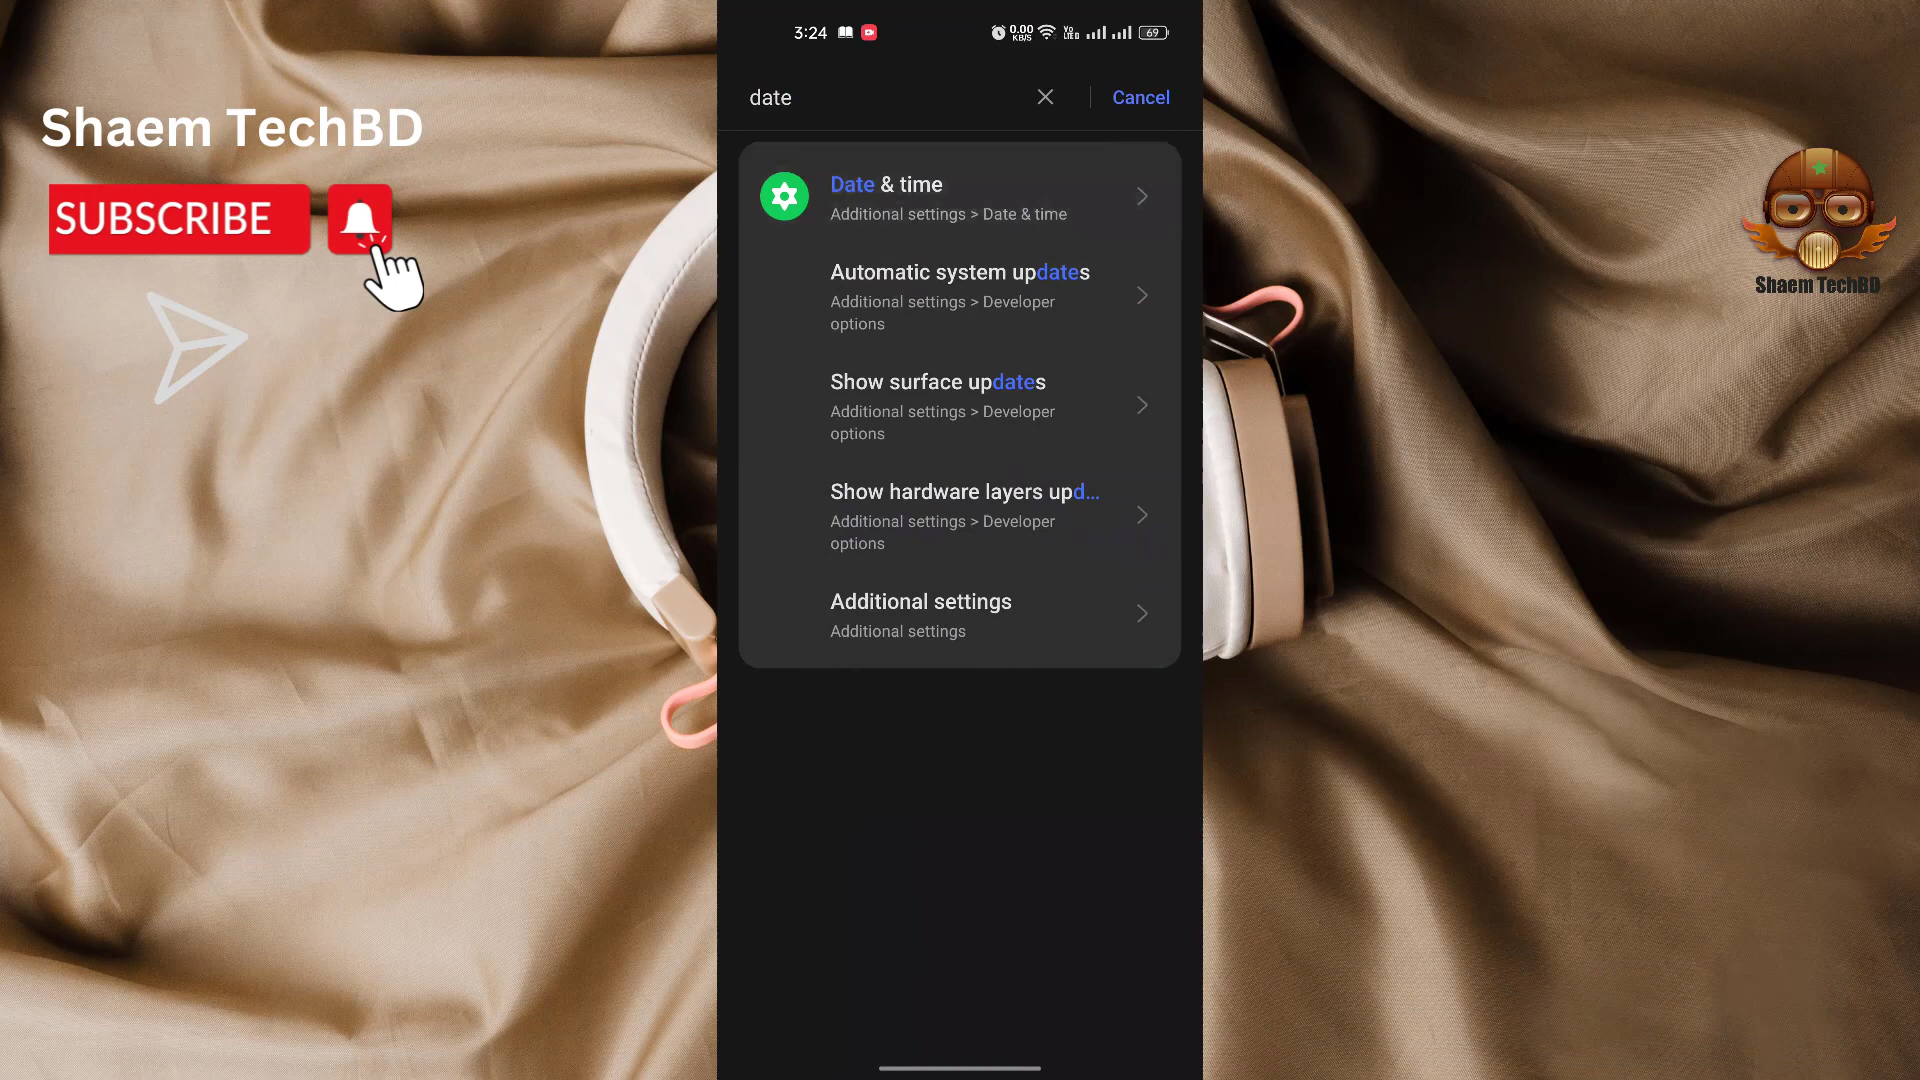 Shaem TechBD
SUBSCRIBE
3:24
0.00
KB/S
Vo
LTE
69
date
Cancel
Date & time
Additional settings > Date & time
Automatic system updates
Additional settings > Developer
options
Show surface updates
Additional settings > Developer
options
Show hardware layers upd...
Additional settings > Developer
options
Additional settings
Additional settings
Shaem TechBD